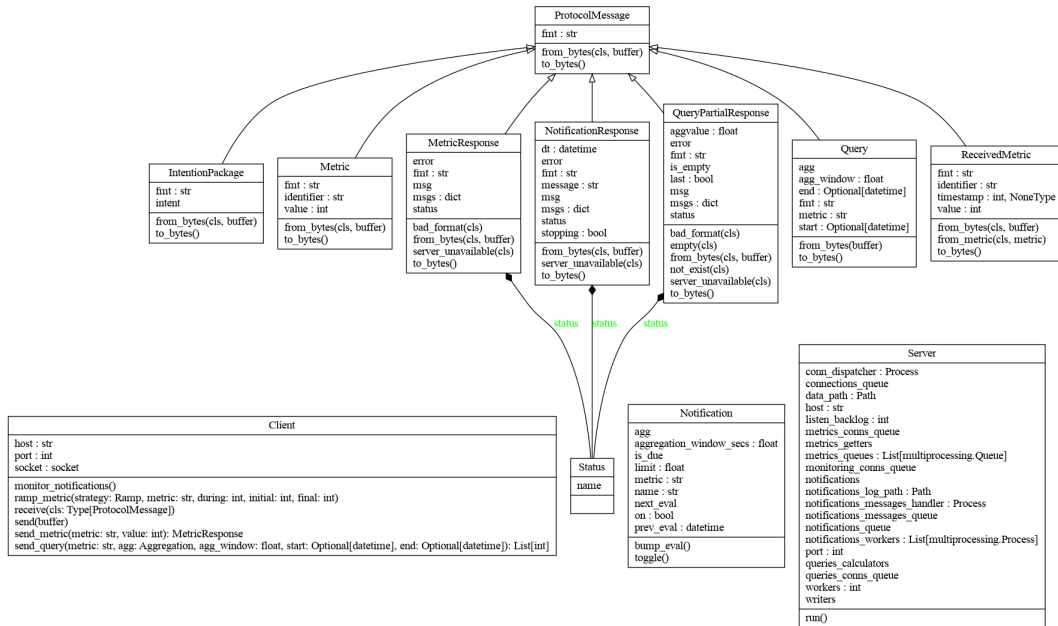 ProtocolMessage
fmt : str
from_bytes(cls, buffer)
to_bytes()
IntentionPackage
fmt : str
intent
from_bytes(cls, buffer)
to_bytes()
Metric
fmt : str
identifier : str
value : int
from_bytes(cls, buffer)
to_bytes()
MetricResponse
error
fmt : str
msg
msgs : dict
status
bad_format(cls)
from_bytes(cls, buffer)
server_unavailable(cls)
to_bytes()
NotificationResponse
dt : datetime
error
fmt : str
message : str
msg
msgs : dict
status
stopping : bool
from_bytes(cls, buffer)
server_unavailable(cls)
to_bytes()
QueryPartialResponse
aggvalue : float
error
fmt : str
is_empty
last : bool
msg
msgs : dict
status
bad_format(cls)
empty(cls)
from_bytes(cls, buffer)
not_exist(cls)
server_unavailable(cls)
to_bytes()
Query
agg
agg_window : float
end : Optional[datetime]
fmt : str
metric : str
start : Optional[datetime]
from_bytes(buffer)
to_bytes()
ReceivedMetric
fmt : str
identifier : str
timestamp : int, NoneType
value : int
from_bytes(cls, buffer)
from_metric(cls, metric)
to_bytes()
status
status
status
Client
host : str
port : int
socket : socket
monitor_notifications()
ramp_metric(strategy: Ramp, metric: str, during: int, initial: int, final: int)
receive(cls: Type[ProtocolMessage])
send(buffer)
send_metric(metric: str, value: int): MetricResponse
send_query(metric: str, agg: Aggregation, agg_window: float, start: Optional[datetime], end: Optional[datetime]): List[int]
Status
name
Notification
agg
aggregation_window_secs : float
is_due
limit : float
metric : str
name : str
next_eval
on : bool
prev_eval : datetime
bump_eval()
toggle()
Server
conn_dispatcher : Process
connections_queue
data_path : Path
host : str
listen_backlog : int
metrics_conns_queue
metrics_getters
metrics_queues : List[multiprocessing.Queue]
monitoring_conns_queue
notifications
notifications_log_path : Path
notifications_messages_handler : Process
notifications_messages_queue
notifications_queue
notifications_workers : List[multiprocessing.Process]
port : int
queries_calculators
queries_conns_queue
workers : int
writers
run()